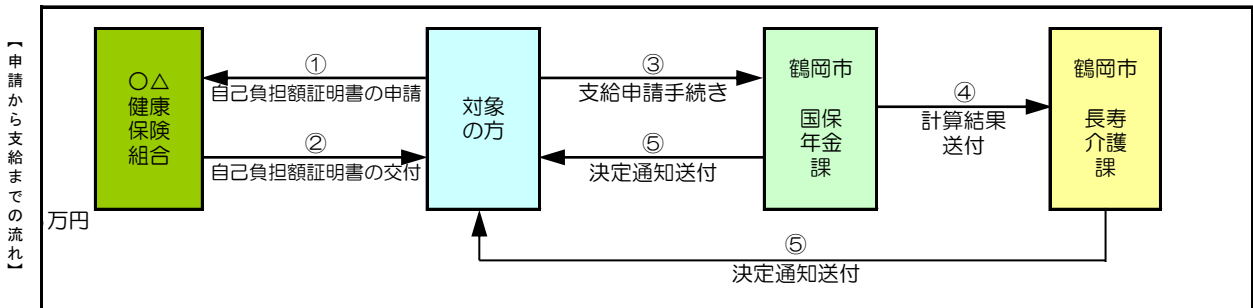 【申請から支給までの流れ】
〇△
健康
保険
組合
①
自己負担額証明書の申請
②
自己負担額証明書の交付
対象
の方
③
支給申請手続き
⑤
決定通知送付
鶴岡市
国保
年金
課
④
計算結果
送付
鶴岡市
長寿
介護
課
万円
⑤
決定通知送付